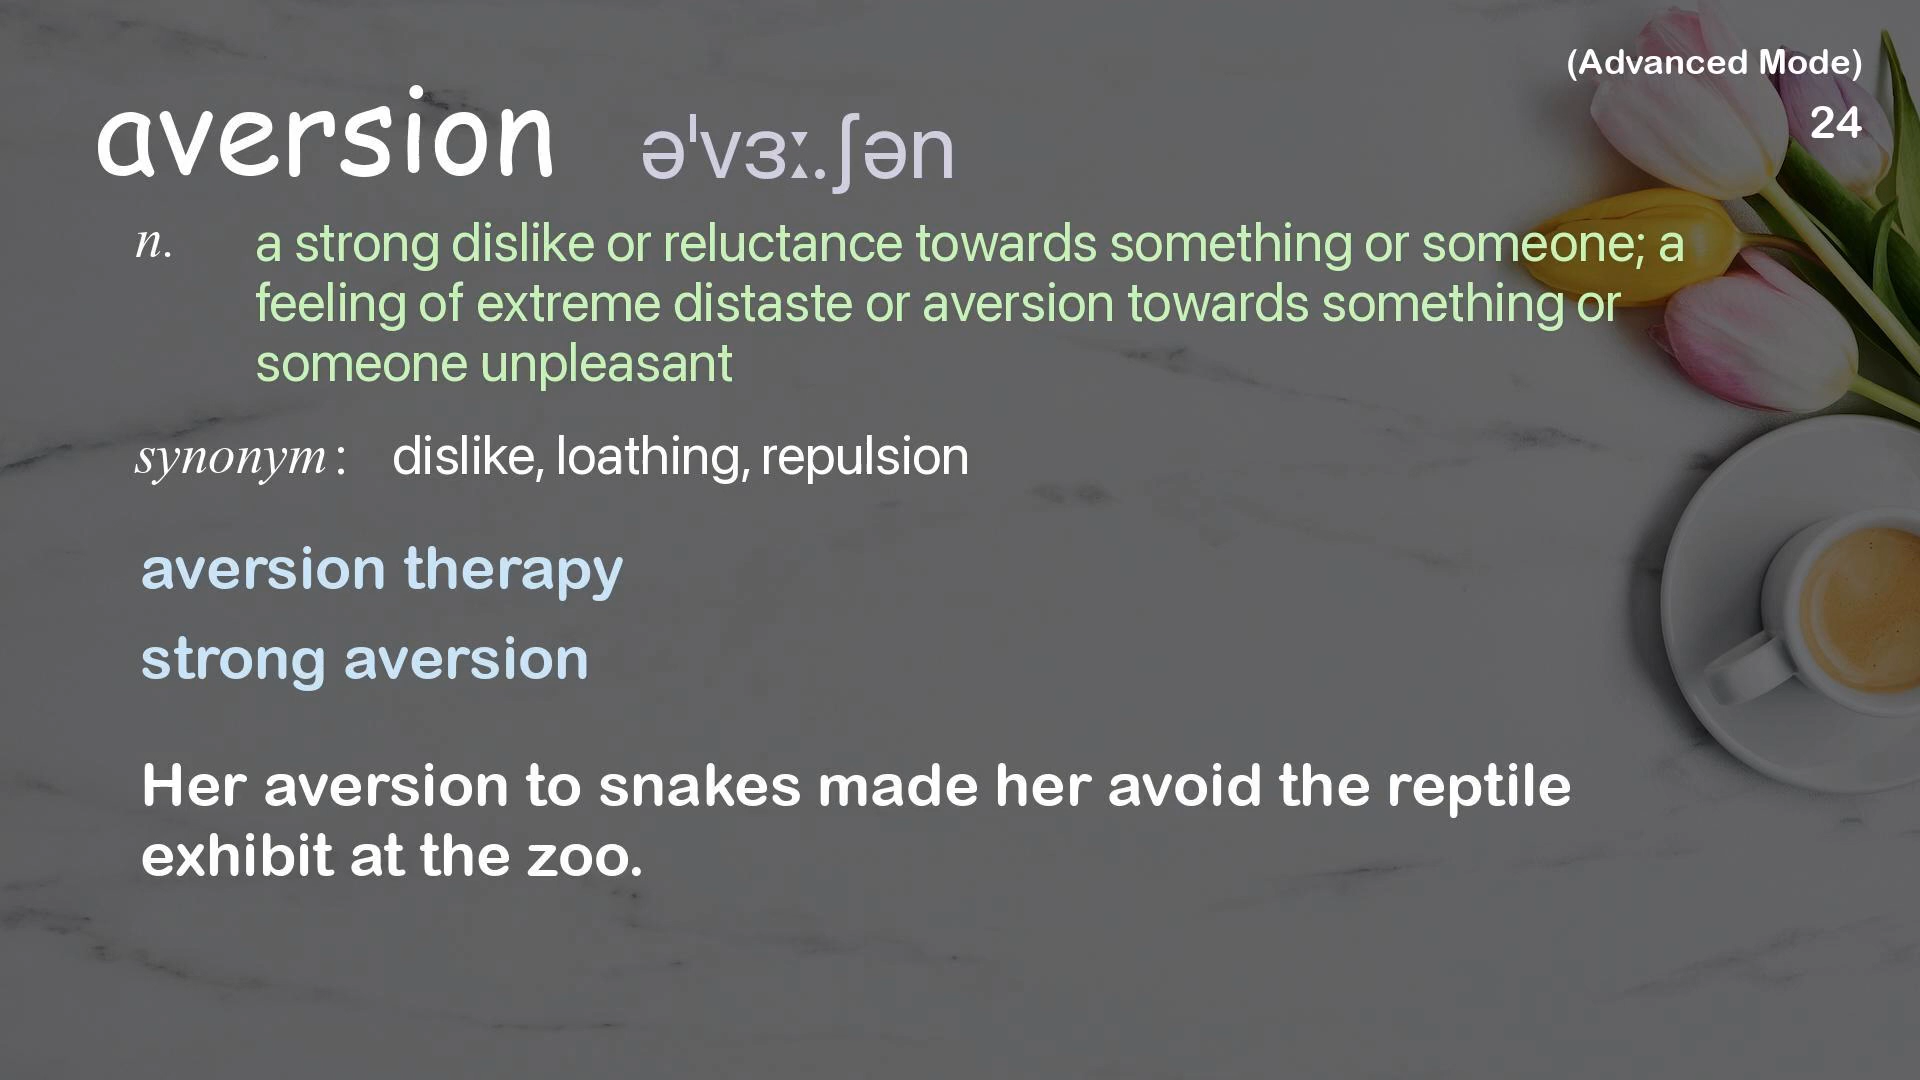 (Advanced Mode)
24
aversion əˈvɜː.ʃən
n. a strong dislike or reluctance towards something or someone; a
feeling of extreme distaste or aversion towards something or
someone unpleasant
synonym : dislike, loathing, repulsion
aversion therapy
strong aversion
Her aversion to snakes made her avoid the reptile
exhibit at the zoo.